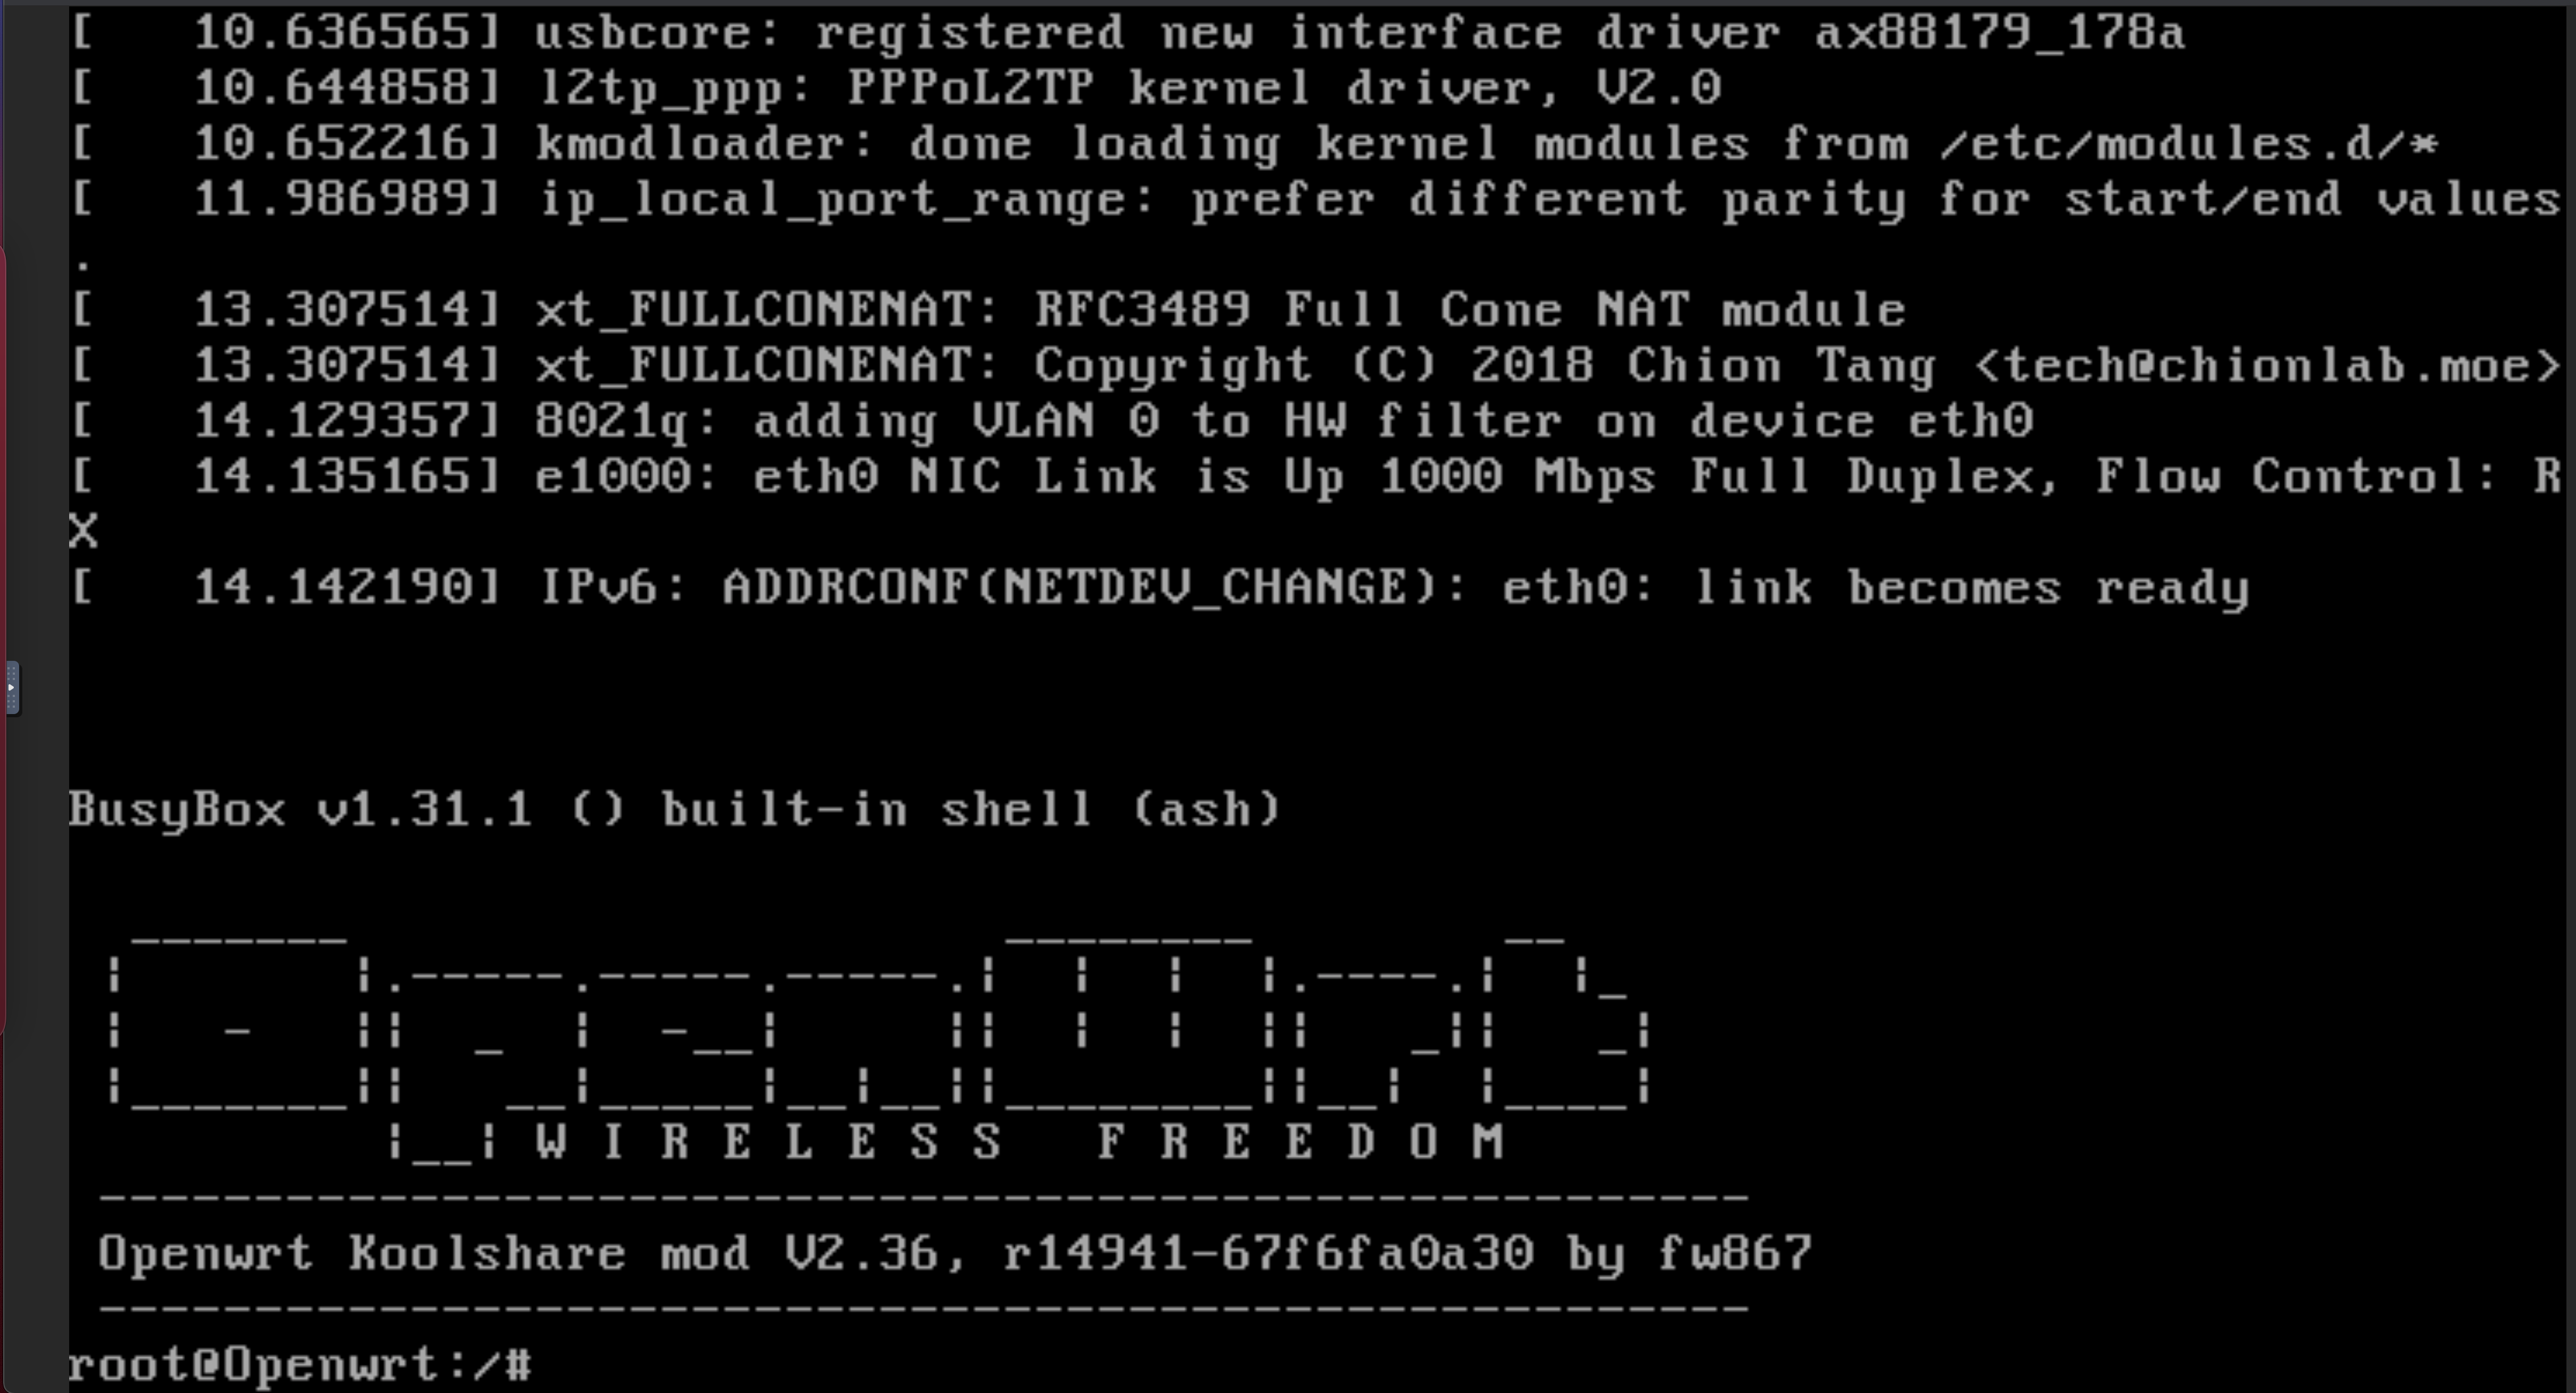 [    10.636565] usbcore: registered new interface driver ax88179_178a
[    10.644858] l2tp_ppp: PPPoL2TP kernel driver, V2.0
[    10.652216] kmodloader: done loading kernel modules from /etc/modules.d/*
[    11.986989] ip_local_port_range: prefer different parity for start/end values
.
[    13.307514] xt_FULLCONENAT: RFC3489 Full Cone NAT module
[    13.307514] xt_FULLCONENAT: Copyright (C) 2018 Chion Tang <tech@chionlab.moe>
[    14.129357] 8021q: adding VLAN 0 to HW filter on device eth0
[    14.135165] e1000: eth0 NIC Link is Up 1000 Mbps Full Duplex, Flow Control: R
X
[    14.142190] IPv6: ADDRCONF(NETDEV_CHANGE): eth0: link becomes ready
BusyBox v1.31.1 () built-in shell (ash)
OpenWrt
W I R E L E S S   F R E E D O M
Openwrt Koolshare mod V2.36, r14941-67f6fa0a30 by fw867
root@Openwrt:/#